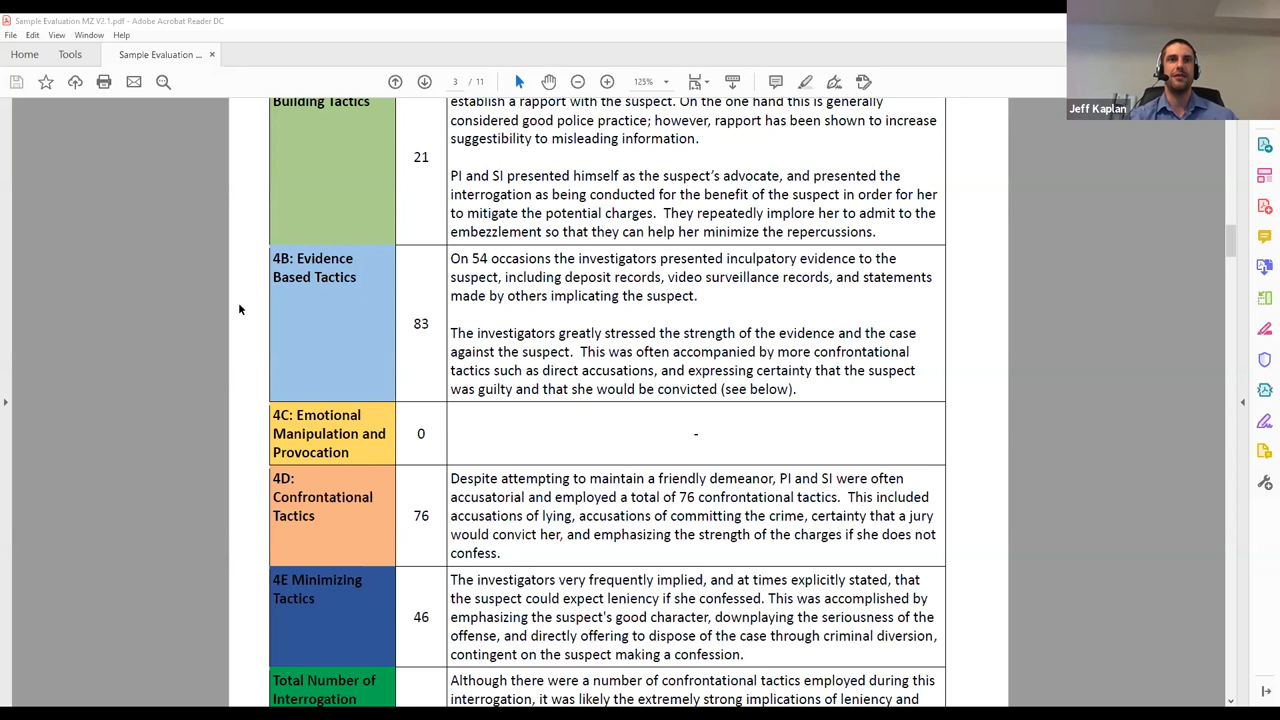 Sample Evaluation MZ V2.1.pdf - Adobe Acrobat Reader DC
File Edit View Window Help
Home Tools Sample Evaluation ... ×
3 / 11 125%
Jeff Kaplan
Building Tactics
21
establish a rapport with the suspect. On the one hand this is generally
considered good police practice; however, rapport has been shown to increase
suggestibility to misleading information.
PI and SI presented himself as the suspect’s advocate, and presented the
interrogation as being conducted for the benefit of the suspect in order for her
to mitigate the potential charges. They repeatedly implore her to admit to the
embezzlement so that they can help her minimize the repercussions.
4B: Evidence
Based Tactics
83
On 54 occasions the investigators presented inculpatory evidence to the
suspect, including deposit records, video surveillance records, and statements
made by others implicating the suspect.
The investigators greatly stressed the strength of the evidence and the case
against the suspect. This was often accompanied by more confrontational
tactics such as direct accusations, and expressing certainty that the suspect
was guilty and that she would be convicted (see below).
4C: Emotional
Manipulation and
Provocation
0
-
4D:
Confrontational
Tactics
76
Despite attempting to maintain a friendly demeanor, PI and SI were often
accusatorial and employed a total of 76 confrontational tactics. This included
accusations of lying, accusations of committing the crime, certainty that a jury
would convict her, and emphasizing the strength of the charges if she does not
confess.
4E Minimizing
Tactics
46
The investigators very frequently implied, and at times explicitly stated, that
the suspect could expect leniency if she confessed. This was accomplished by
emphasizing the suspect's good character, downplaying the seriousness of the
offense, and directly offering to dispose of the case through criminal diversion,
contingent on the suspect making a confession.
Total Number of
Interrogation
Although there were a number of confrontational tactics employed during this
interrogation, it was likely the extremely strong implications of leniency and